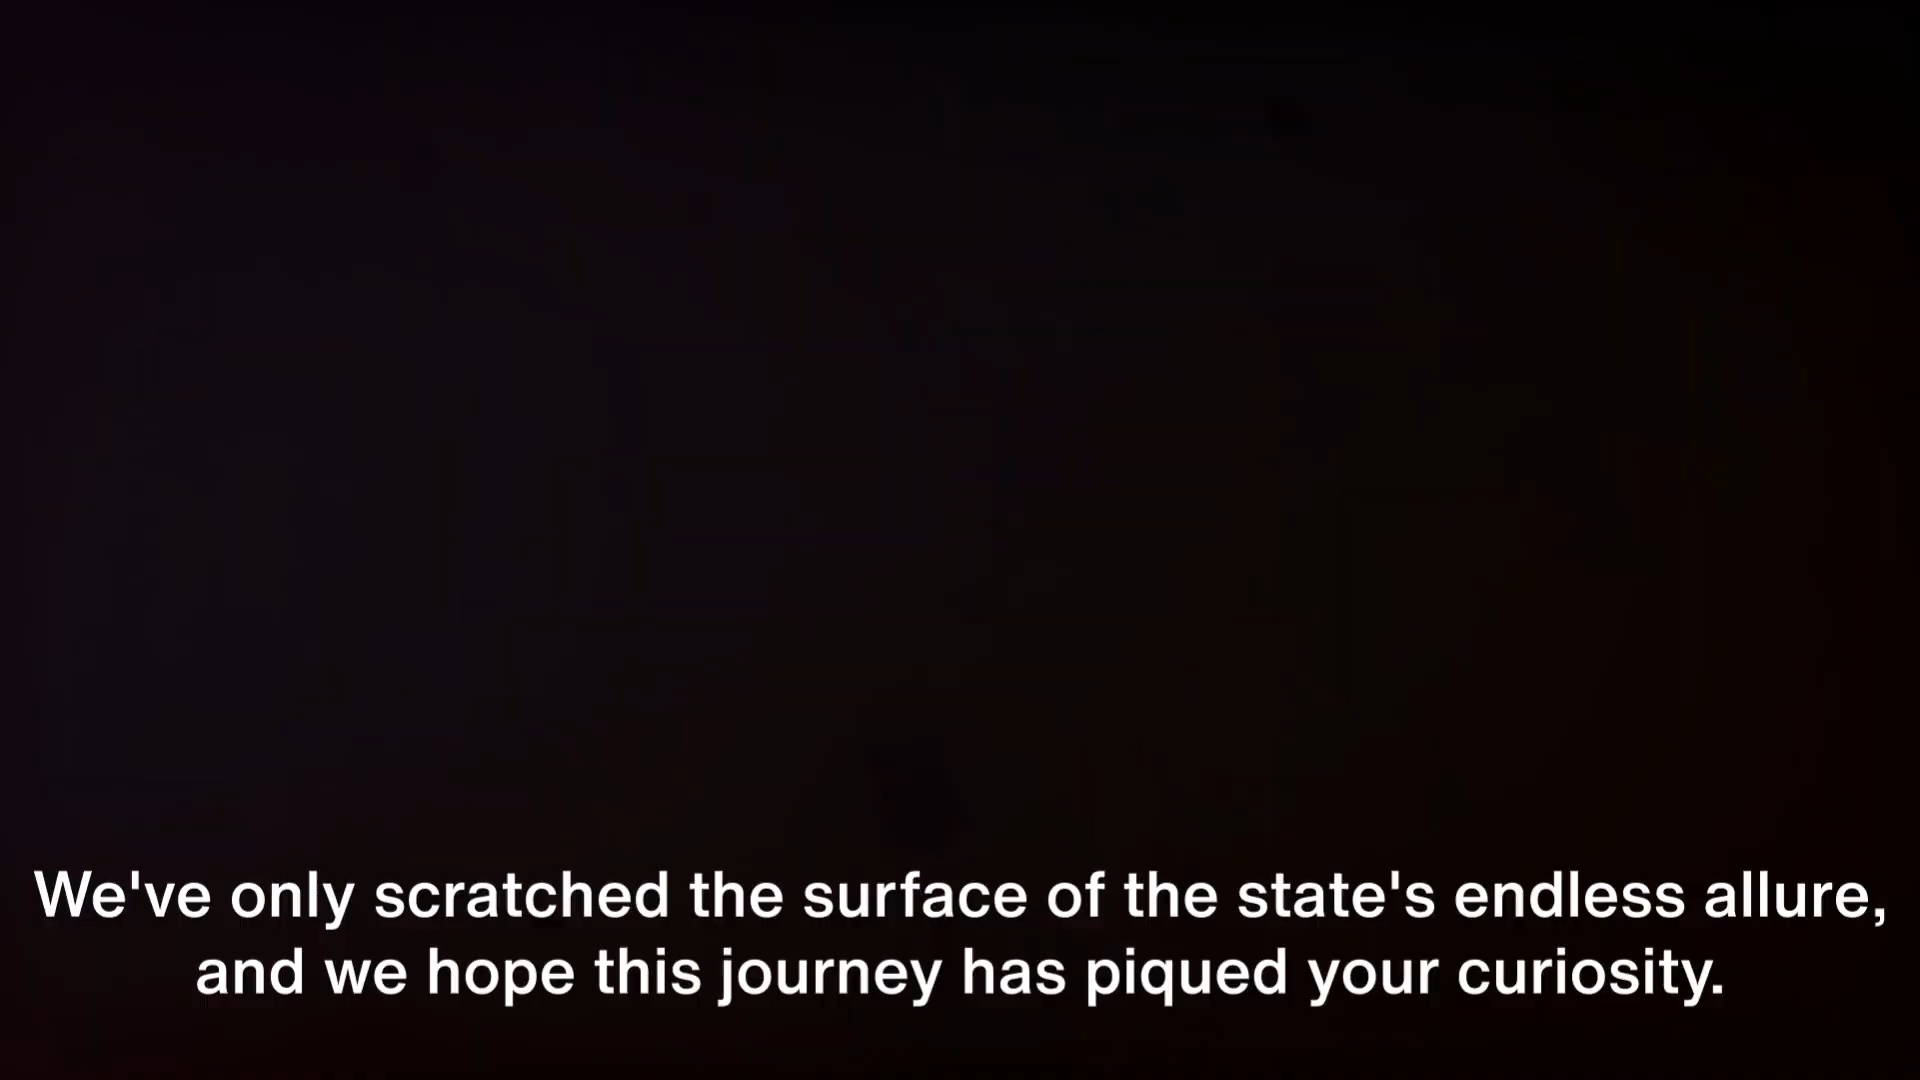 We've only scratched the surface of the state's endless allure,
and we hope this journey has piqued your curiosity.